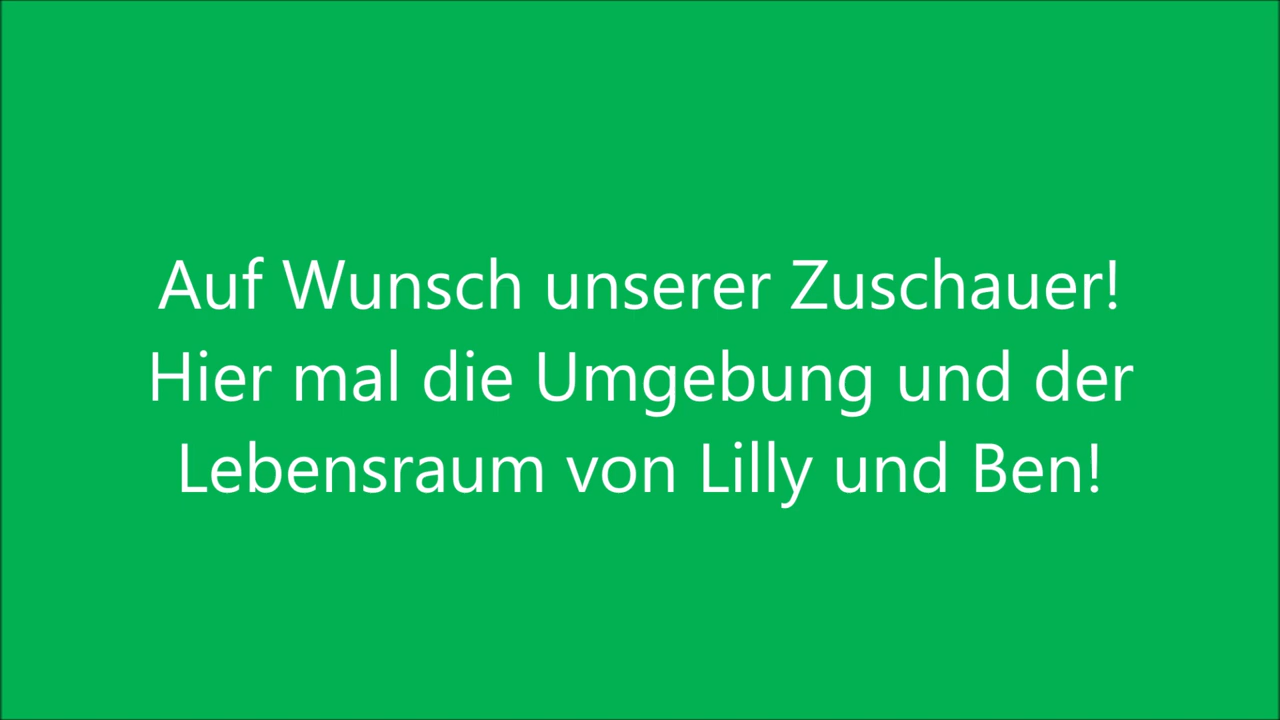 Auf Wunsch unserer Zuschauer!
Hier mal die Umgebung und der
Lebensraum von Lilly und Ben!